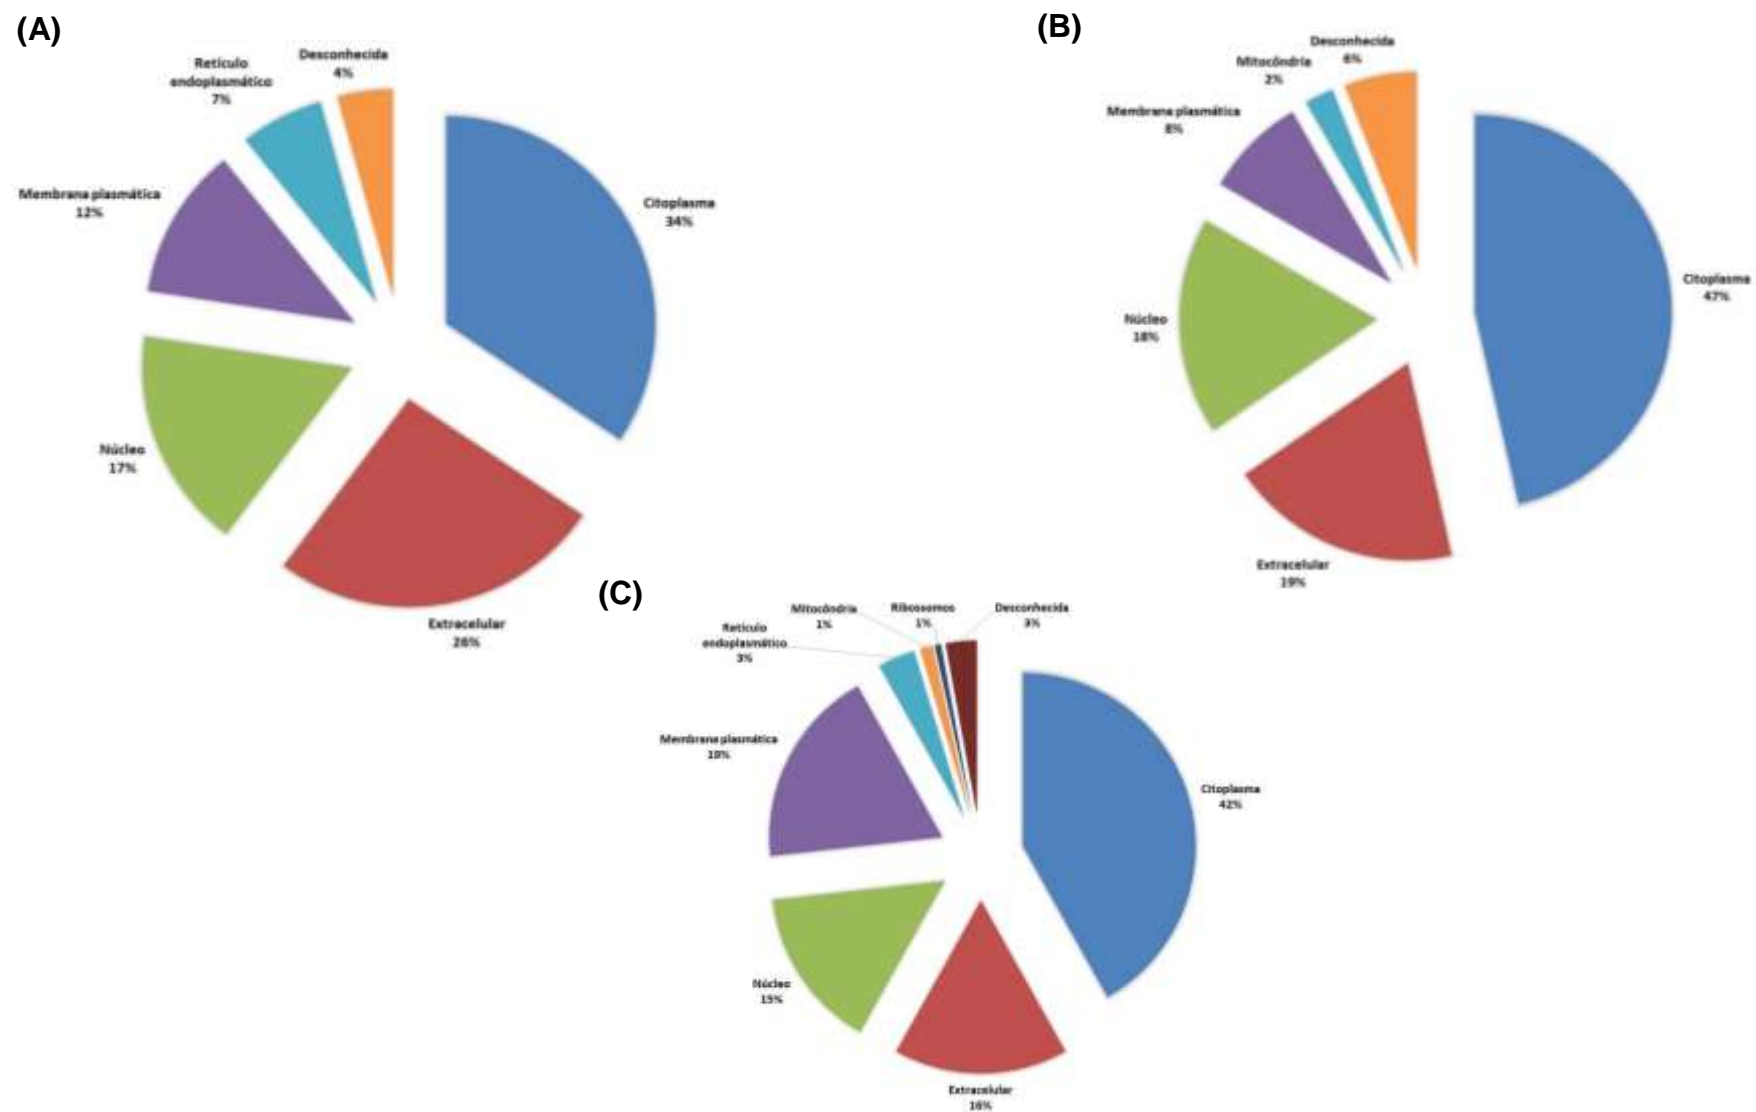 (A)
Desconhecida
4%
Retículo
endoplasmático
7%
Membrana plasmática
12%
Citoplasma
34%
Núcleo
17%
Extracelular
26%
(B)
Desconhecida
6%
Mitocôndria
2%
Membrana plasmática
8%
Citoplasma
47%
Núcleo
18%
Extracelular
19%
(C)
Mitocôndria
1%
Ribossomos
1%
Desconhecida
3%
Retículo
endoplasmático
3%
Membrana plasmática
19%
Citoplasma
42%
Núcleo
15%
Extracelular
16%